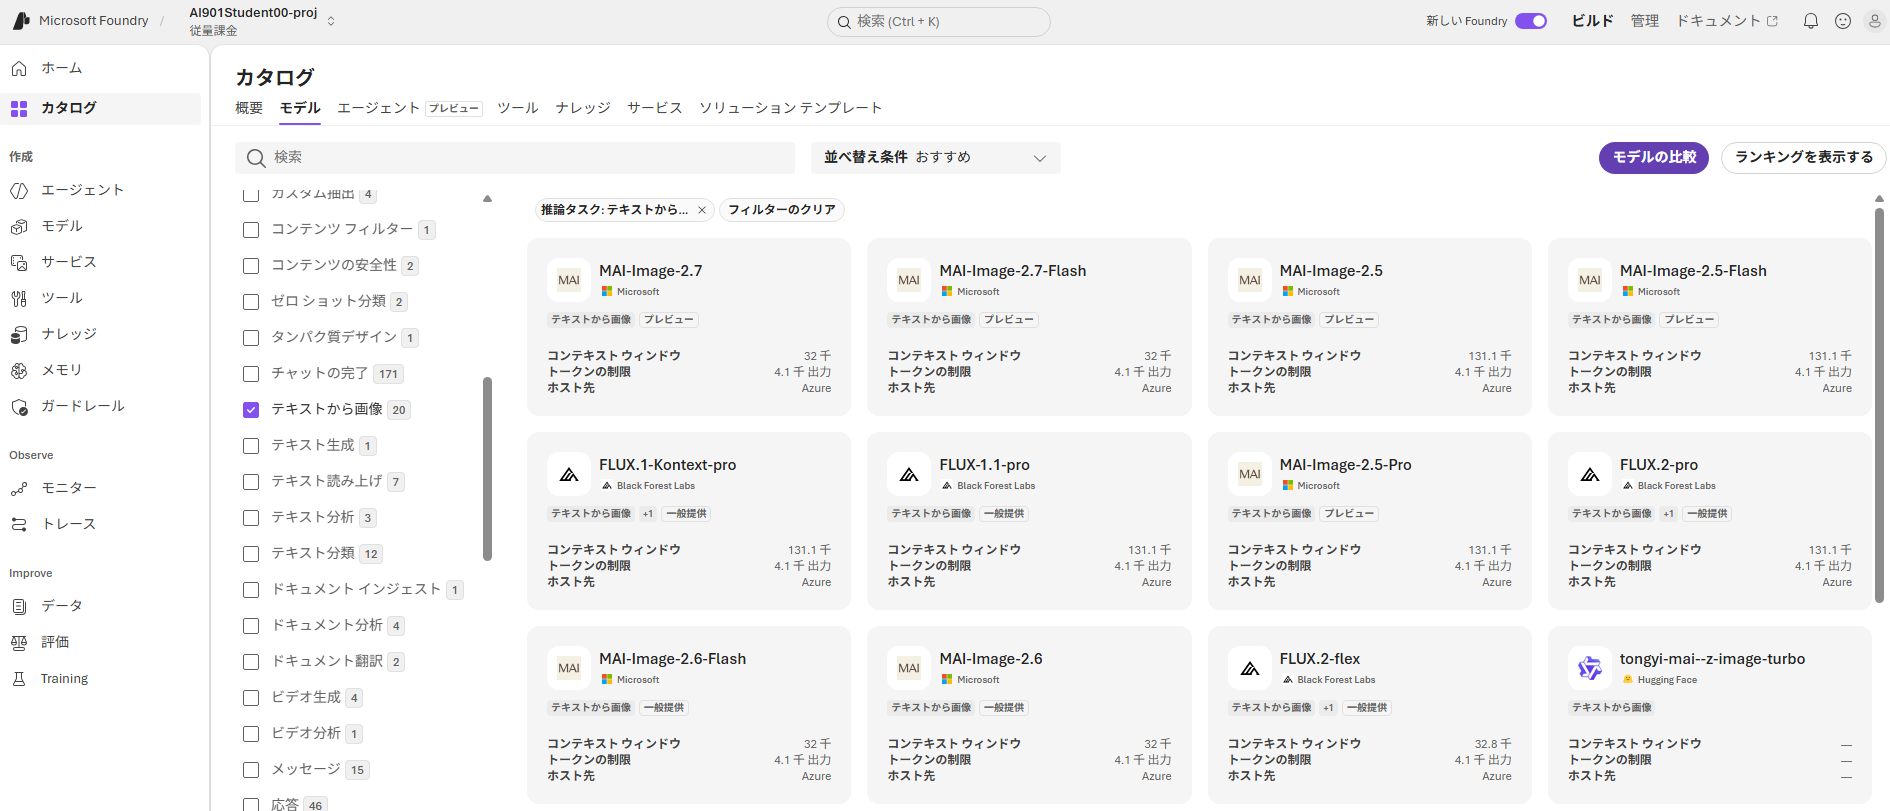 Microsoft Foundry / AI901Student00-proj
従量課金
検索 (Ctrl + K)
新しい Foundry
ビルド
管理
ドキュメント
ホーム
カタログ
作成
エージェント
モデル
サービス
ツール
ナレッジ
メモリ
ガードレール
Observe
モニター
トレース
Improve
データ
評価
Training
カタログ
概要 モデル エージェント プレビュー ツール ナレッジ サービス ソリューション テンプレート
検索
並べ替え条件 おすすめ
モデルの比較
ランキングを表示する
カスタム抽出 4
コンテンツ フィルター 1
コンテンツの安全性 2
ゼロ ショット分類 2
タンパク質デザイン 1
チャットの完了 171
テキストから画像 20
テキスト生成 1
テキスト読み上げ 7
テキスト分析 3
テキスト分類 12
ドキュメント インジェスト 1
ドキュメント分析 4
ドキュメント翻訳 2
ビデオ生成 4
ビデオ分析 1
メッセージ 15
応答 46
推論タスク: テキストから... フィルターのクリア
MAI
MAI-Image-2.7
Microsoft
テキストから画像 プレビュー
コンテキスト ウィンドウ 32 千
トークンの制限 4.1 千 出力
ホスト先 Azure
MAI
MAI-Image-2.7-Flash
Microsoft
テキストから画像 プレビュー
コンテキスト ウィンドウ 32 千
トークンの制限 4.1 千 出力
ホスト先 Azure
MAI
MAI-Image-2.5
Microsoft
テキストから画像 プレビュー
コンテキスト ウィンドウ 131.1 千
トークンの制限 4.1 千 出力
ホスト先 Azure
MAI
MAI-Image-2.5-Flash
Microsoft
テキストから画像 プレビュー
コンテキスト ウィンドウ 131.1 千
トークンの制限 4.1 千 出力
ホスト先 Azure
FLUX.1-Kontext-pro
Black Forest Labs
テキストから画像 +1 一般提供
コンテキスト ウィンドウ 131.1 千
トークンの制限 4.1 千 出力
ホスト先 Azure
FLUX-1.1-pro
Black Forest Labs
テキストから画像 一般提供
コンテキスト ウィンドウ 131.1 千
トークンの制限 4.1 千 出力
ホスト先 Azure
MAI
MAI-Image-2.5-Pro
Microsoft
テキストから画像 プレビュー
コンテキスト ウィンドウ 131.1 千
トークンの制限 4.1 千 出力
ホスト先 Azure
FLUX.2-pro
Black Forest Labs
テキストから画像 +1 一般提供
コンテキスト ウィンドウ 131.1 千
トークンの制限 4.1 千 出力
ホスト先 Azure
MAI
MAI-Image-2.6-Flash
Microsoft
テキストから画像 一般提供
コンテキスト ウィンドウ 32 千
トークンの制限 4.1 千 出力
ホスト先 Azure
MAI
MAI-Image-2.6
Microsoft
テキストから画像 一般提供
コンテキスト ウィンドウ 32 千
トークンの制限 4.1 千 出力
ホスト先 Azure
FLUX.2-flex
Black Forest Labs
テキストから画像 +1 一般提供
コンテキスト ウィンドウ 32.8 千
トークンの制限 4.1 千 出力
ホスト先 Azure
tongyi-mai--z-image-turbo
Hugging Face
テキストから画像
コンテキスト ウィンドウ —
トークンの制限 —
ホスト先 —